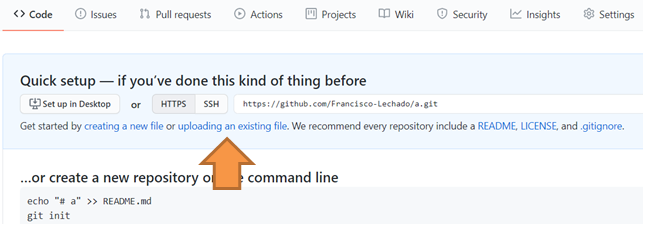 Code Issues Pull requests Actions Projects Wiki Security Insights Settings
Quick setup — if you've done this kind of thing before
Set up in Desktop or HTTPS SSH https://github.com/Francisco-Lechado/a.git
Get started by creating a new file or uploading an existing file. We recommend every repository include a README, LICENSE, and .gitignore.
...or create a new repository on command line
echo "# a" >> README.md
git init